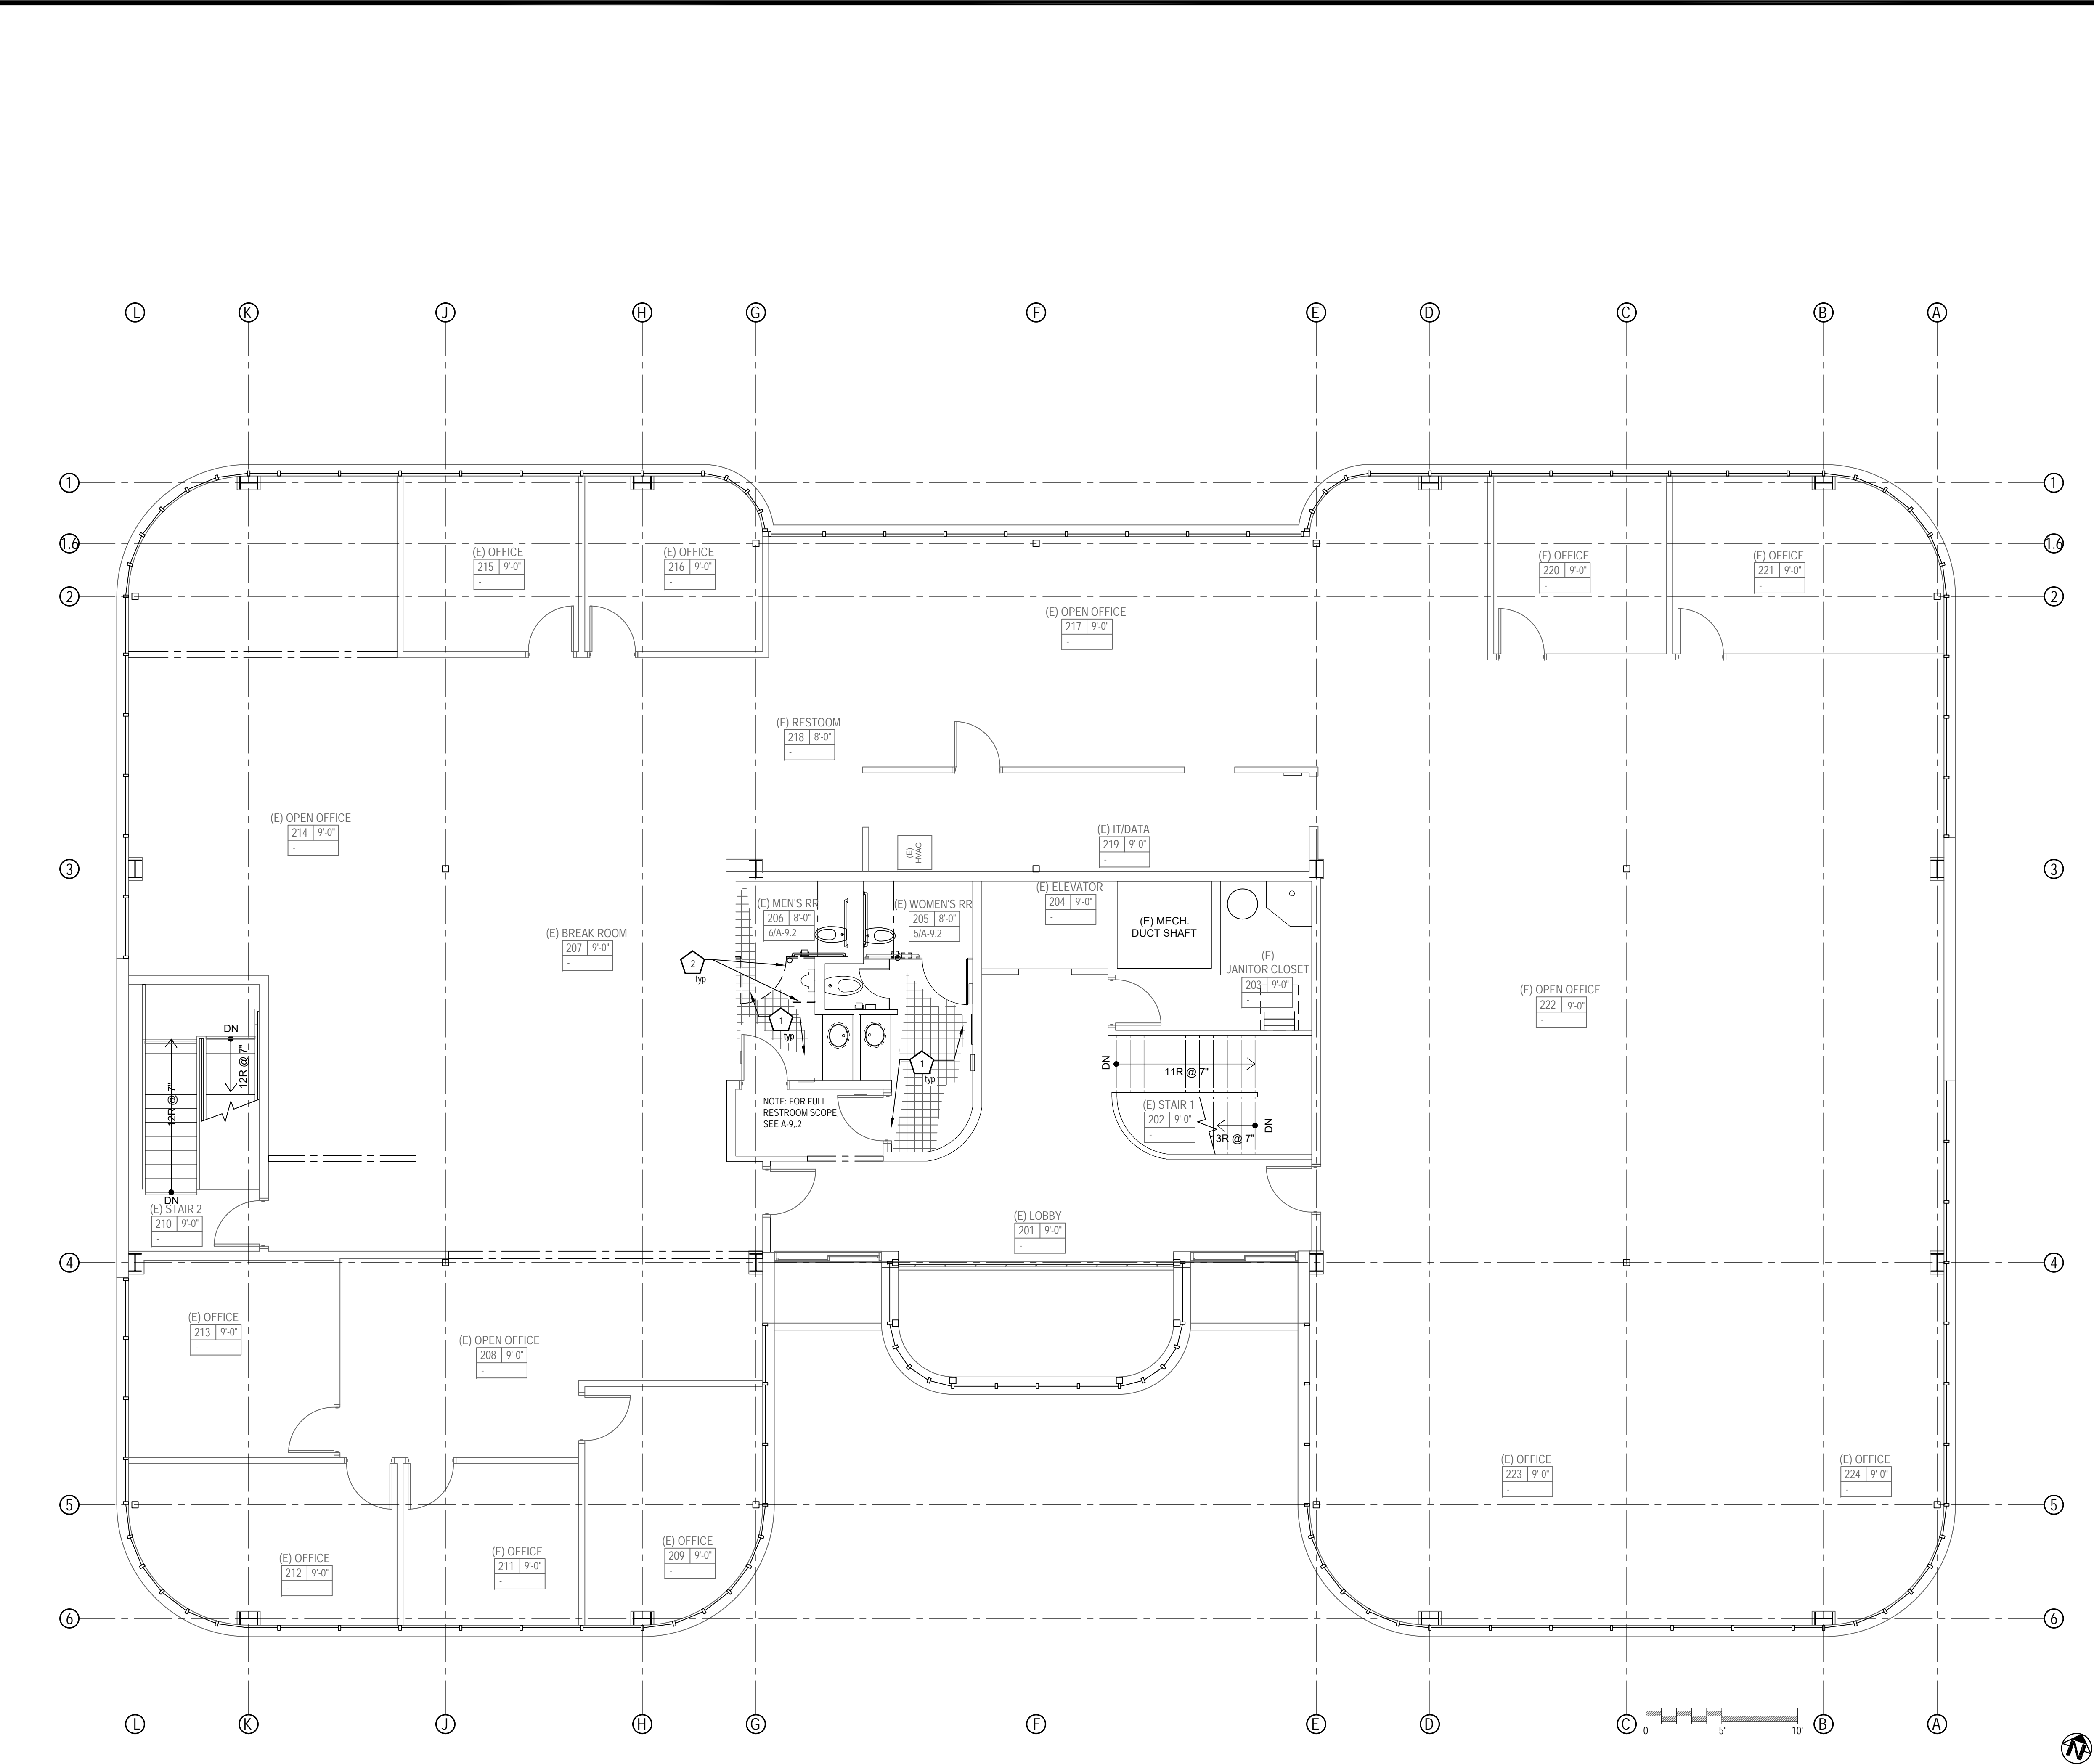 L K J H G F E D C B A
1 1
1.6 1.6
2 2
3 3
4 4
5 5
6 6
(E) OFFICE
215 9'-0"
-
(E) OFFICE
216 9'-0"
-
(E) OFFICE
220 9'-0"
-
(E) OFFICE
221 9'-0"
-
(E) OPEN OFFICE
217 9'-0"
-
(E) RESTOOM
218 8'-0"
-
(E) OPEN OFFICE
214 9'-0"
-
(E) IT/DATA
219 9'-0"
-
(E)
HVAC
(E) BREAK ROOM
207 9'-0"
-
(E) MEN'S RR
206 8'-0"
6/A-9.2
(E) WOMEN'S RR
205 8'-0"
5/A-9.2
(E) ELEVATOR
204 9'-0"
-
(E) MECH.
DUCT SHAFT
(E)
JANITOR CLOSET
203 9'-0"
-
(E) OPEN OFFICE
222 9'-0"
-
2
typ
1
typ
1
typ
NOTE: FOR FULL
RESTROOM SCOPE,
SEE A-9,.2
DN
12R @ 7"
12R @ 7"
DN
(E) STAIR 2
210 9'-0"
-
DN
11R @ 7"
(E) STAIR 1
202 9'-0"
-
13R @ 7"
DN
(E) LOBBY
201 9'-0"
-
(E) OFFICE
213 9'-0"
-
(E) OPEN OFFICE
208 9'-0"
-
(E) OFFICE
223 9'-0"
-
(E) OFFICE
224 9'-0"
-
(E) OFFICE
212 9'-0"
-
(E) OFFICE
211 9'-0"
-
(E) OFFICE
209 9'-0"
-
L K J H G F E D C B A
0 5' 10'
N